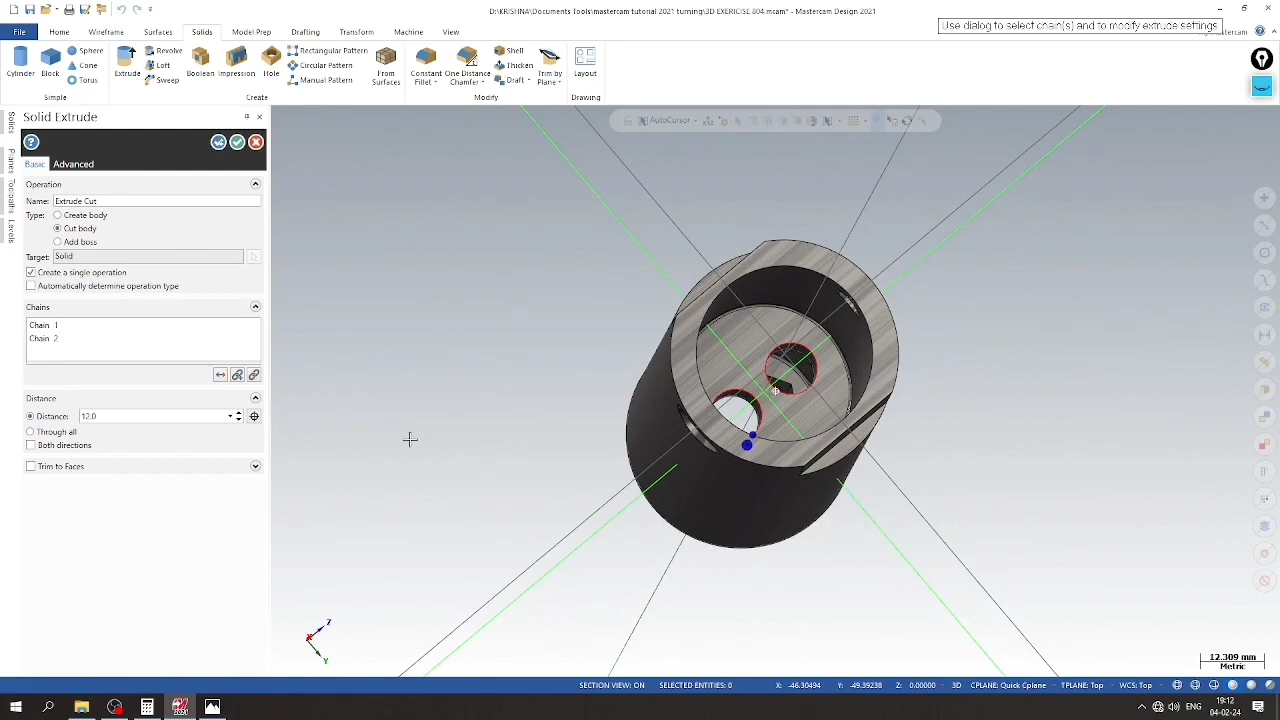 D:\KRISHNA\Documents Tools\mastercam tutorial 2021 turning\3D EXERICISE 804.mcam* - Mastercam Design 2021
Use dialog to select chain(s) and to modify extrude settings.
File Home Wireframe Surfaces Solids Model Prep Drafting Transform Machine View
Cylinder Block Sphere Cone Torus
Simple
Extrude Revolve Loft Sweep Boolean Impression Hole Rectangular Pattern Circular Pattern Manual Pattern From Surfaces
Create
Constant Fillet One Distance Chamfer Shell Thicken Draft Trim by Plane
Modify
Layout
Drawing
Solids
Planes
Toolpaths
Levels
Solid Extrude
Basic Advanced
Operation
Name: Extrude Cut
Type: Create body
Cut body
Add boss
Target: Solid
Create a single operation
Automatically determine operation type
Chains
Chain 1
Chain 2
Distance
Distance: 12.0
Through all
Both directions
Trim to Faces
AutoCursor
Z
X
Y
12.309 mm
Metric
SECTION VIEW: ON SELECTED ENTITIES: 0 X: -46.30494 Y: -49.39238 Z: 0.00000 3D CPLANE: Quick Cplane TPLANE: Top WCS: Top
19:12
ENG
04-02-24